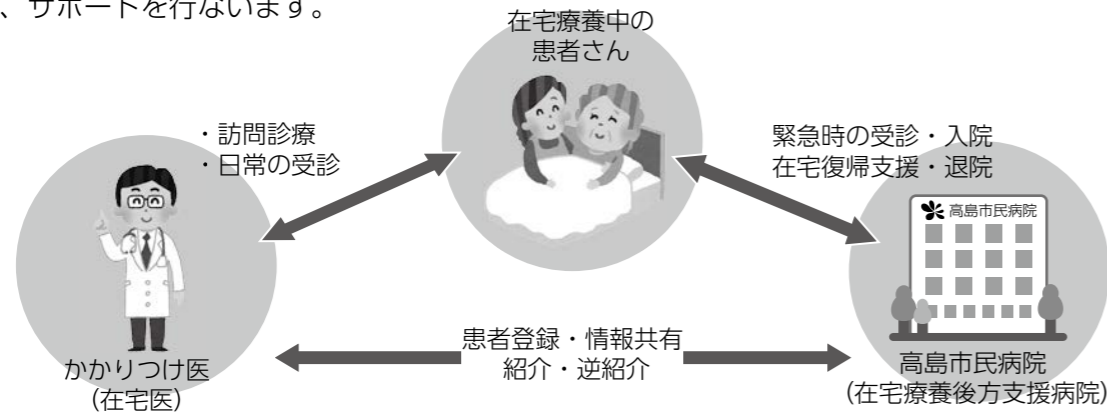 、サポートを行ないます。
在宅療養中の
患者さん
・訪問診療
・日常の受診
緊急時の受診・入院
在宅復帰支援・退院
高島市民病院
患者登録・情報共有
紹介・逆紹介
かかりつけ医
(在宅医)
高島市民病院
(在宅療養後方支援病院)